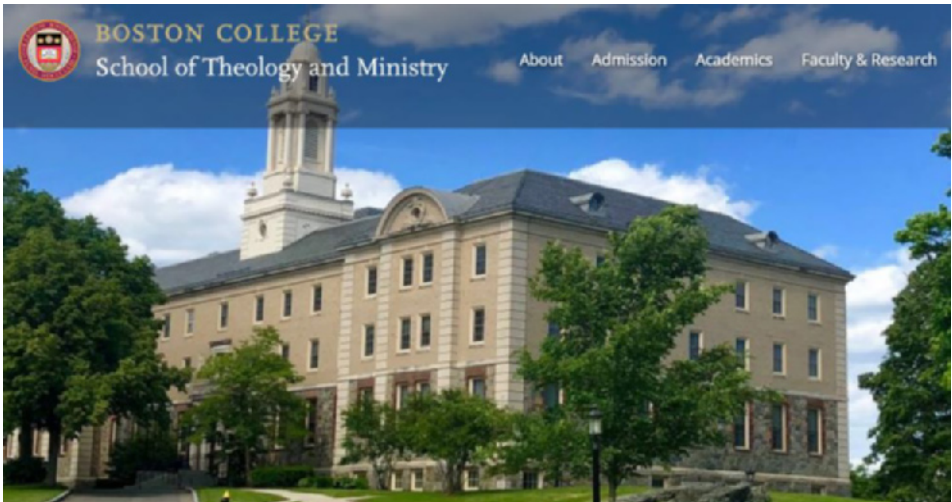 BOSTON COLLEGE
School of Theology and Ministry
About Admission Academics Faculty & Research